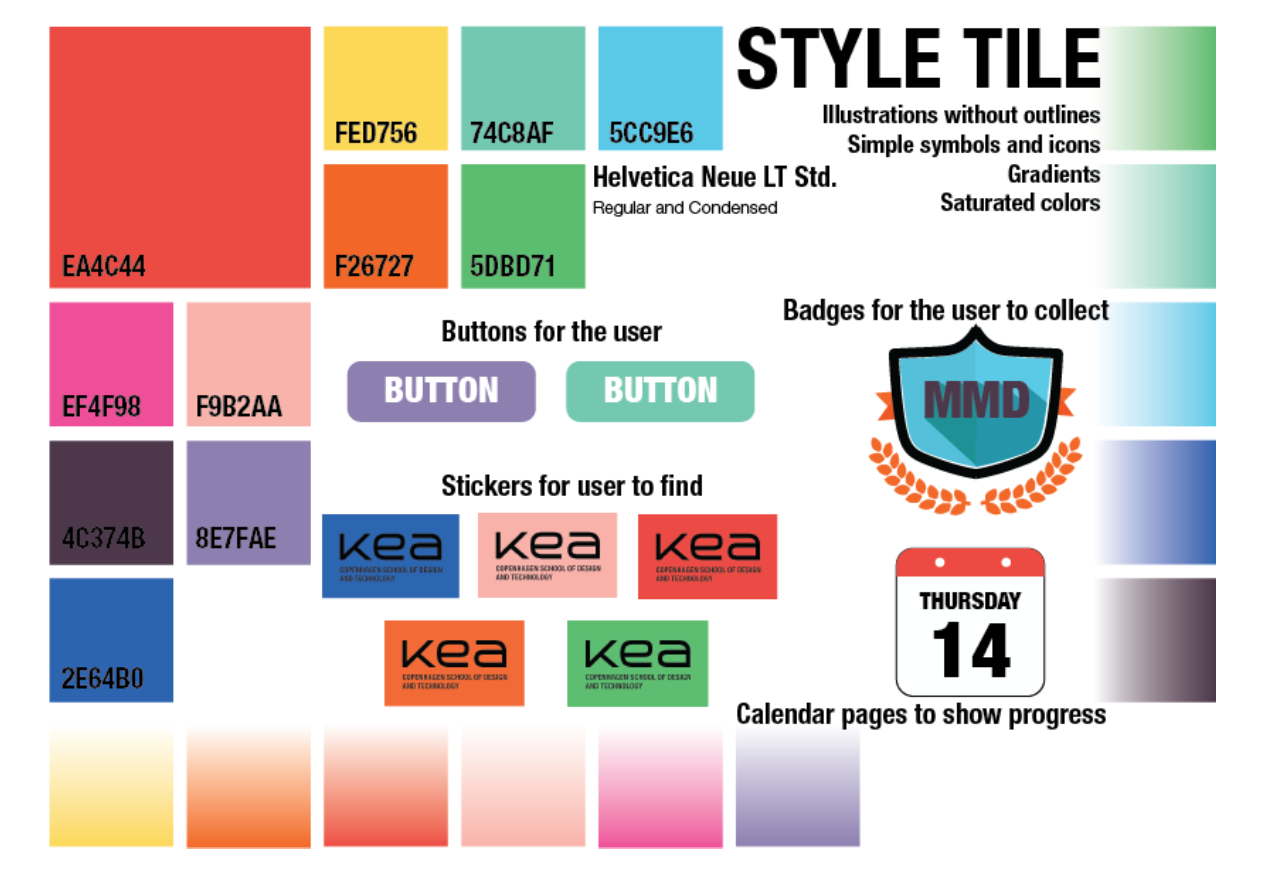 STYLE TILE
Illustrations without outlines
Simple symbols and icons
Gradients
Saturated colors
EA4C44
FED756
74C8AF
5CC9E6
F26727
5DBD71
Helvetica Neue LT Std.
Regular and Condensed
EF4F98
F9B2AA
4C374B
8E7FAE
2E64B0
Buttons for the user
BUTTON
BUTTON
Stickers for user to find
kea
COPENHAGEN SCHOOL OF DESIGN
AND TECHNOLOGY
kea
COPENHAGEN SCHOOL OF DESIGN
AND TECHNOLOGY
kea
COPENHAGEN SCHOOL OF DESIGN
AND TECHNOLOGY
kea
COPENHAGEN SCHOOL OF DESIGN
AND TECHNOLOGY
kea
COPENHAGEN SCHOOL OF DESIGN
AND TECHNOLOGY
Badges for the user to collect
MMD
THURSDAY
14
Calendar pages to show progress